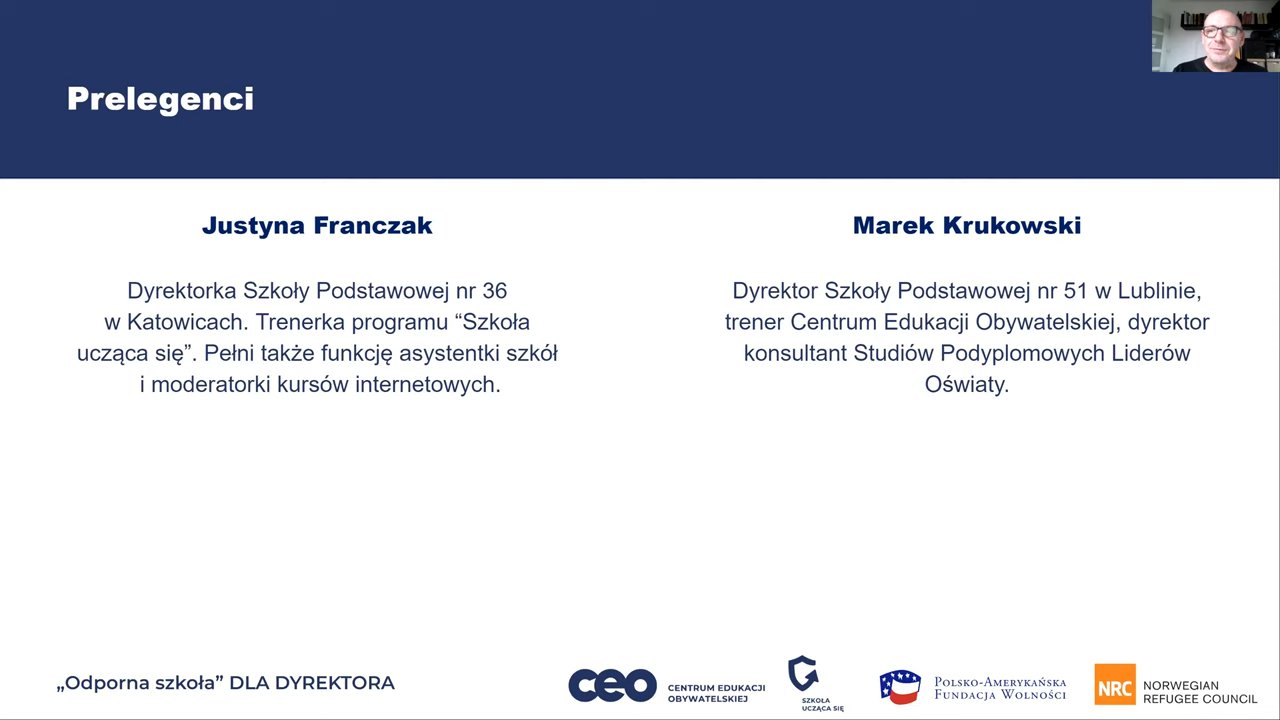 Prelegenci
Justyna Franczak
Dyrektorka Szkoły Podstawowej nr 36
w Katowicach. Trenerka programu “Szkoła
ucząca się”. Pełni także funkcję asystentki szkół
i moderatorki kursów internetowych.
Marek Krukowski
Dyrektor Szkoły Podstawowej nr 51 w Lublinie,
trener Centrum Edukacji Obywatelskiej, dyrektor
konsultant Studiów Podyplomowych Liderów
Oświaty.
„Odporna szkoła” DLA DYREKTORA
ceo
CENTRUM EDUKACJI
OBYWATELSKIEJ
SZKOŁA
UCZĄCA SIĘ
POLSKO-AMERYKAŃSKA
FUNDACJA WOLNOŚCI
NRC
NORWEGIAN
REFUGEE COUNCIL